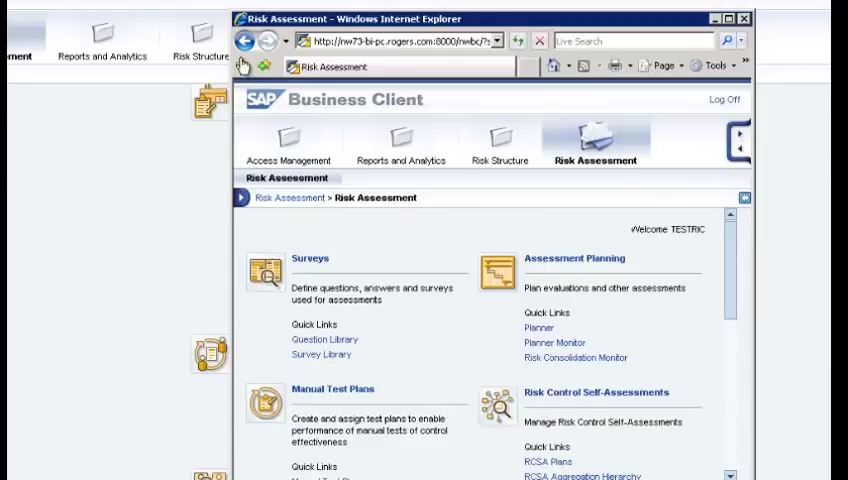 Risk Assessment - Windows Internet Explorer
http://nw73-bi-pc.rogers.com:8000/nwbc/?s
Live Search
Risk Assessment
Page
Tools
ment
Reports and Analytics
Risk Structure
SAP Business Client
Log Off
Access Management
Reports and Analytics
Risk Structure
Risk Assessment
Risk Assessment
Risk Assessment > Risk Assessment
Welcome TESTRIC
Surveys
Define questions, answers and surveys
used for assessments
Quick Links
Question Library
Survey Library
Assessment Planning
Plan evaluations and other assessments
Quick Links
Planner
Planner Monitor
Risk Consolidation Monitor
Manual Test Plans
Create and assign test plans to enable
performance of manual tests of control
effectiveness
Quick Links
Risk Control Self-Assessments
Manage Risk Control Self-Assessments
Quick Links
RCSA Plans
RCSA Aggregation Hierarchy